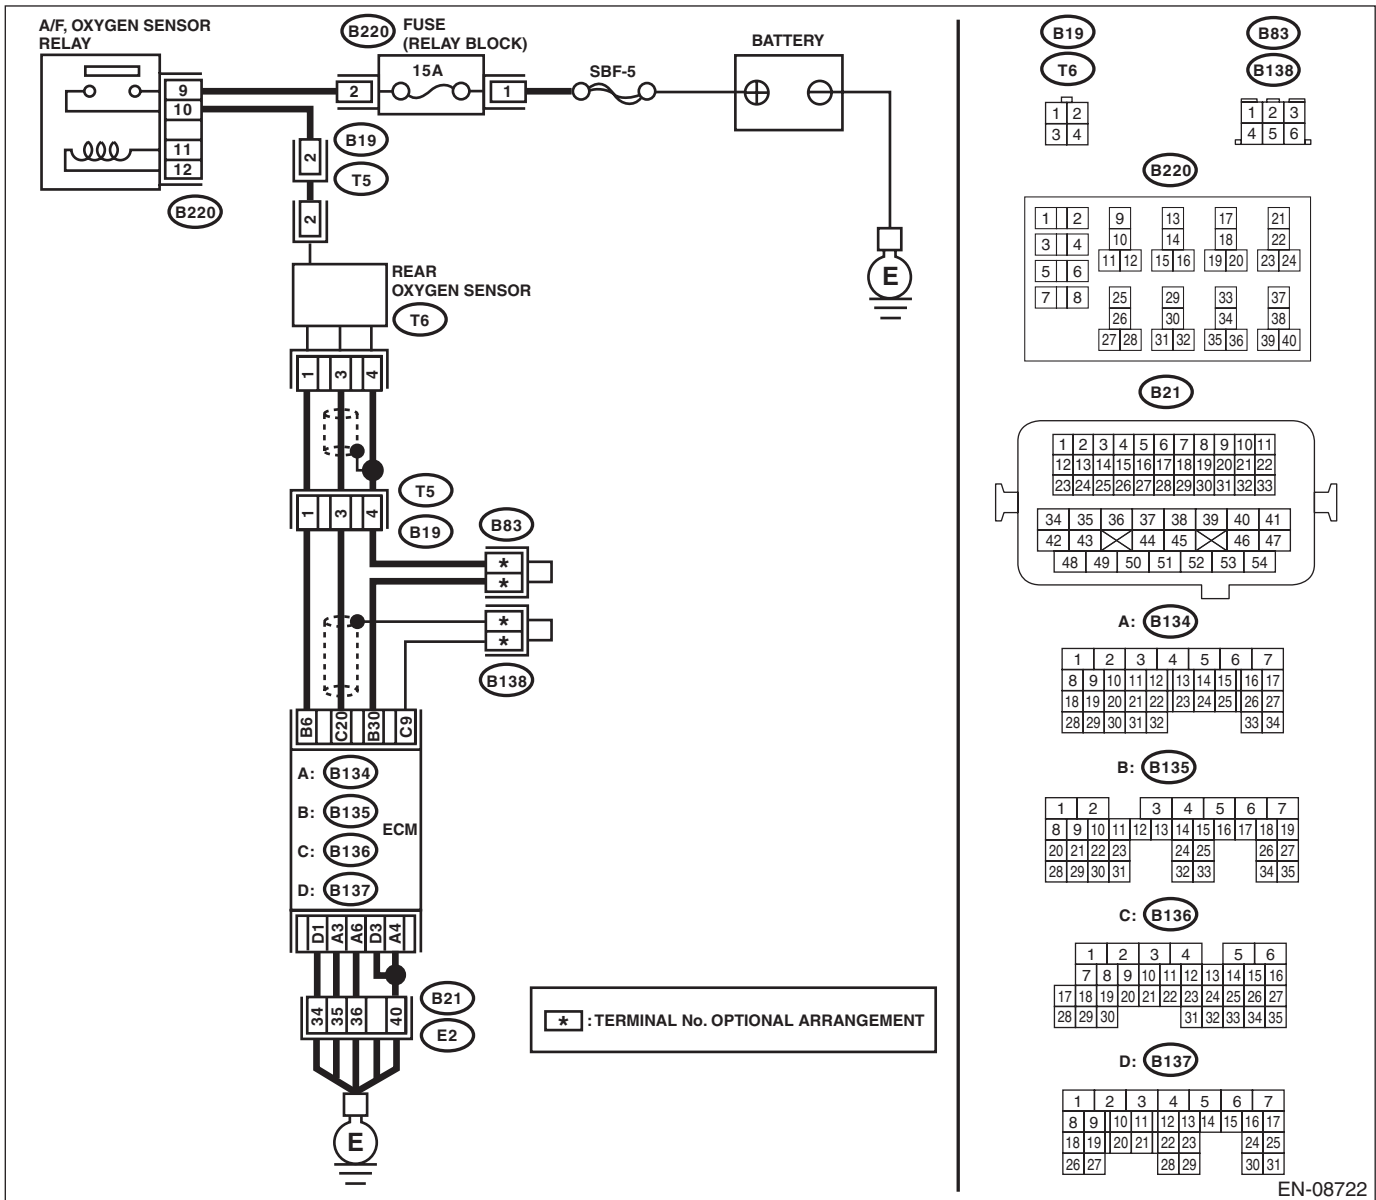 A/F, OXYGEN SENSOR
RELAY
B220
FUSE
(RELAY BLOCK)
15A
BATTERY
SBF-5
9
10
11
12
2
1
B220
2
B19
T5
2
E
REAR
OXYGEN SENSOR
T6
1 3 4
1 3 4
T5
B19
B83
*
*
*
*
B138
B6 C20 B30 C9
A: B134
B: B135
ECM
C: B136
D: B137
D1 A3 A6 D3 A4
34 35 36 40
B21
E2
E
* : TERMINAL No. OPTIONAL ARRANGEMENT
B19
T6
1 2
3 4
B83
B138
1 2 3
4 5 6
B220
1 2 9 13 17 21
3 4 10 14 18 22
11 12 15 16 19 20 23 24
5 6
7 8 25 29 33 37
26 30 34 38
27 28 31 32 35 36 39 40
B21
1 2 3 4 5 6 7 8 9 10 11
12 13 14 15 16 17 18 19 20 21 22
23 24 25 26 27 28 29 30 31 32 33
34 35 36 37 38 39 40 41
42 43 44 45 46 47
48 49 50 51 52 53 54
A: B134
1 2 3 4 5 6 7
8 9 10 11 12 13 14 15 16 17
18 19 20 21 22 23 24 25 26 27
28 29 30 31 32 33 34
B: B135
1 2 3 4 5 6 7
8 9 10 11 12 13 14 15 16 17 18 19
20 21 22 23 24 25 26 27
28 29 30 31 32 33 34 35
C: B136
1 2 3 4 5 6
7 8 9 10 11 12 13 14 15 16
17 18 19 20 21 22 23 24 25 26 27
28 29 30 31 32 33 34 35
D: B137
1 2 3 4 5 6 7
8 9 10 11 12 13 14 15 16 17
18 19 20 21 22 23 24 25
26 27 28 29 30 31
EN-08722